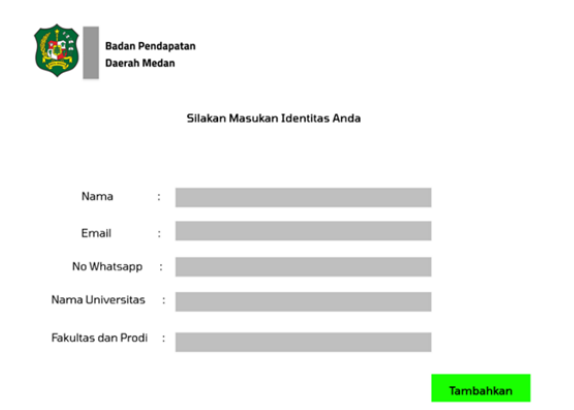 Badan Pendapatan
Daerah Medan
Silakan Masukan Identitas Anda
Nama :
Email :
No Whatsapp :
Nama Universitas :
Fakultas dan Prodi :
Tambahkan